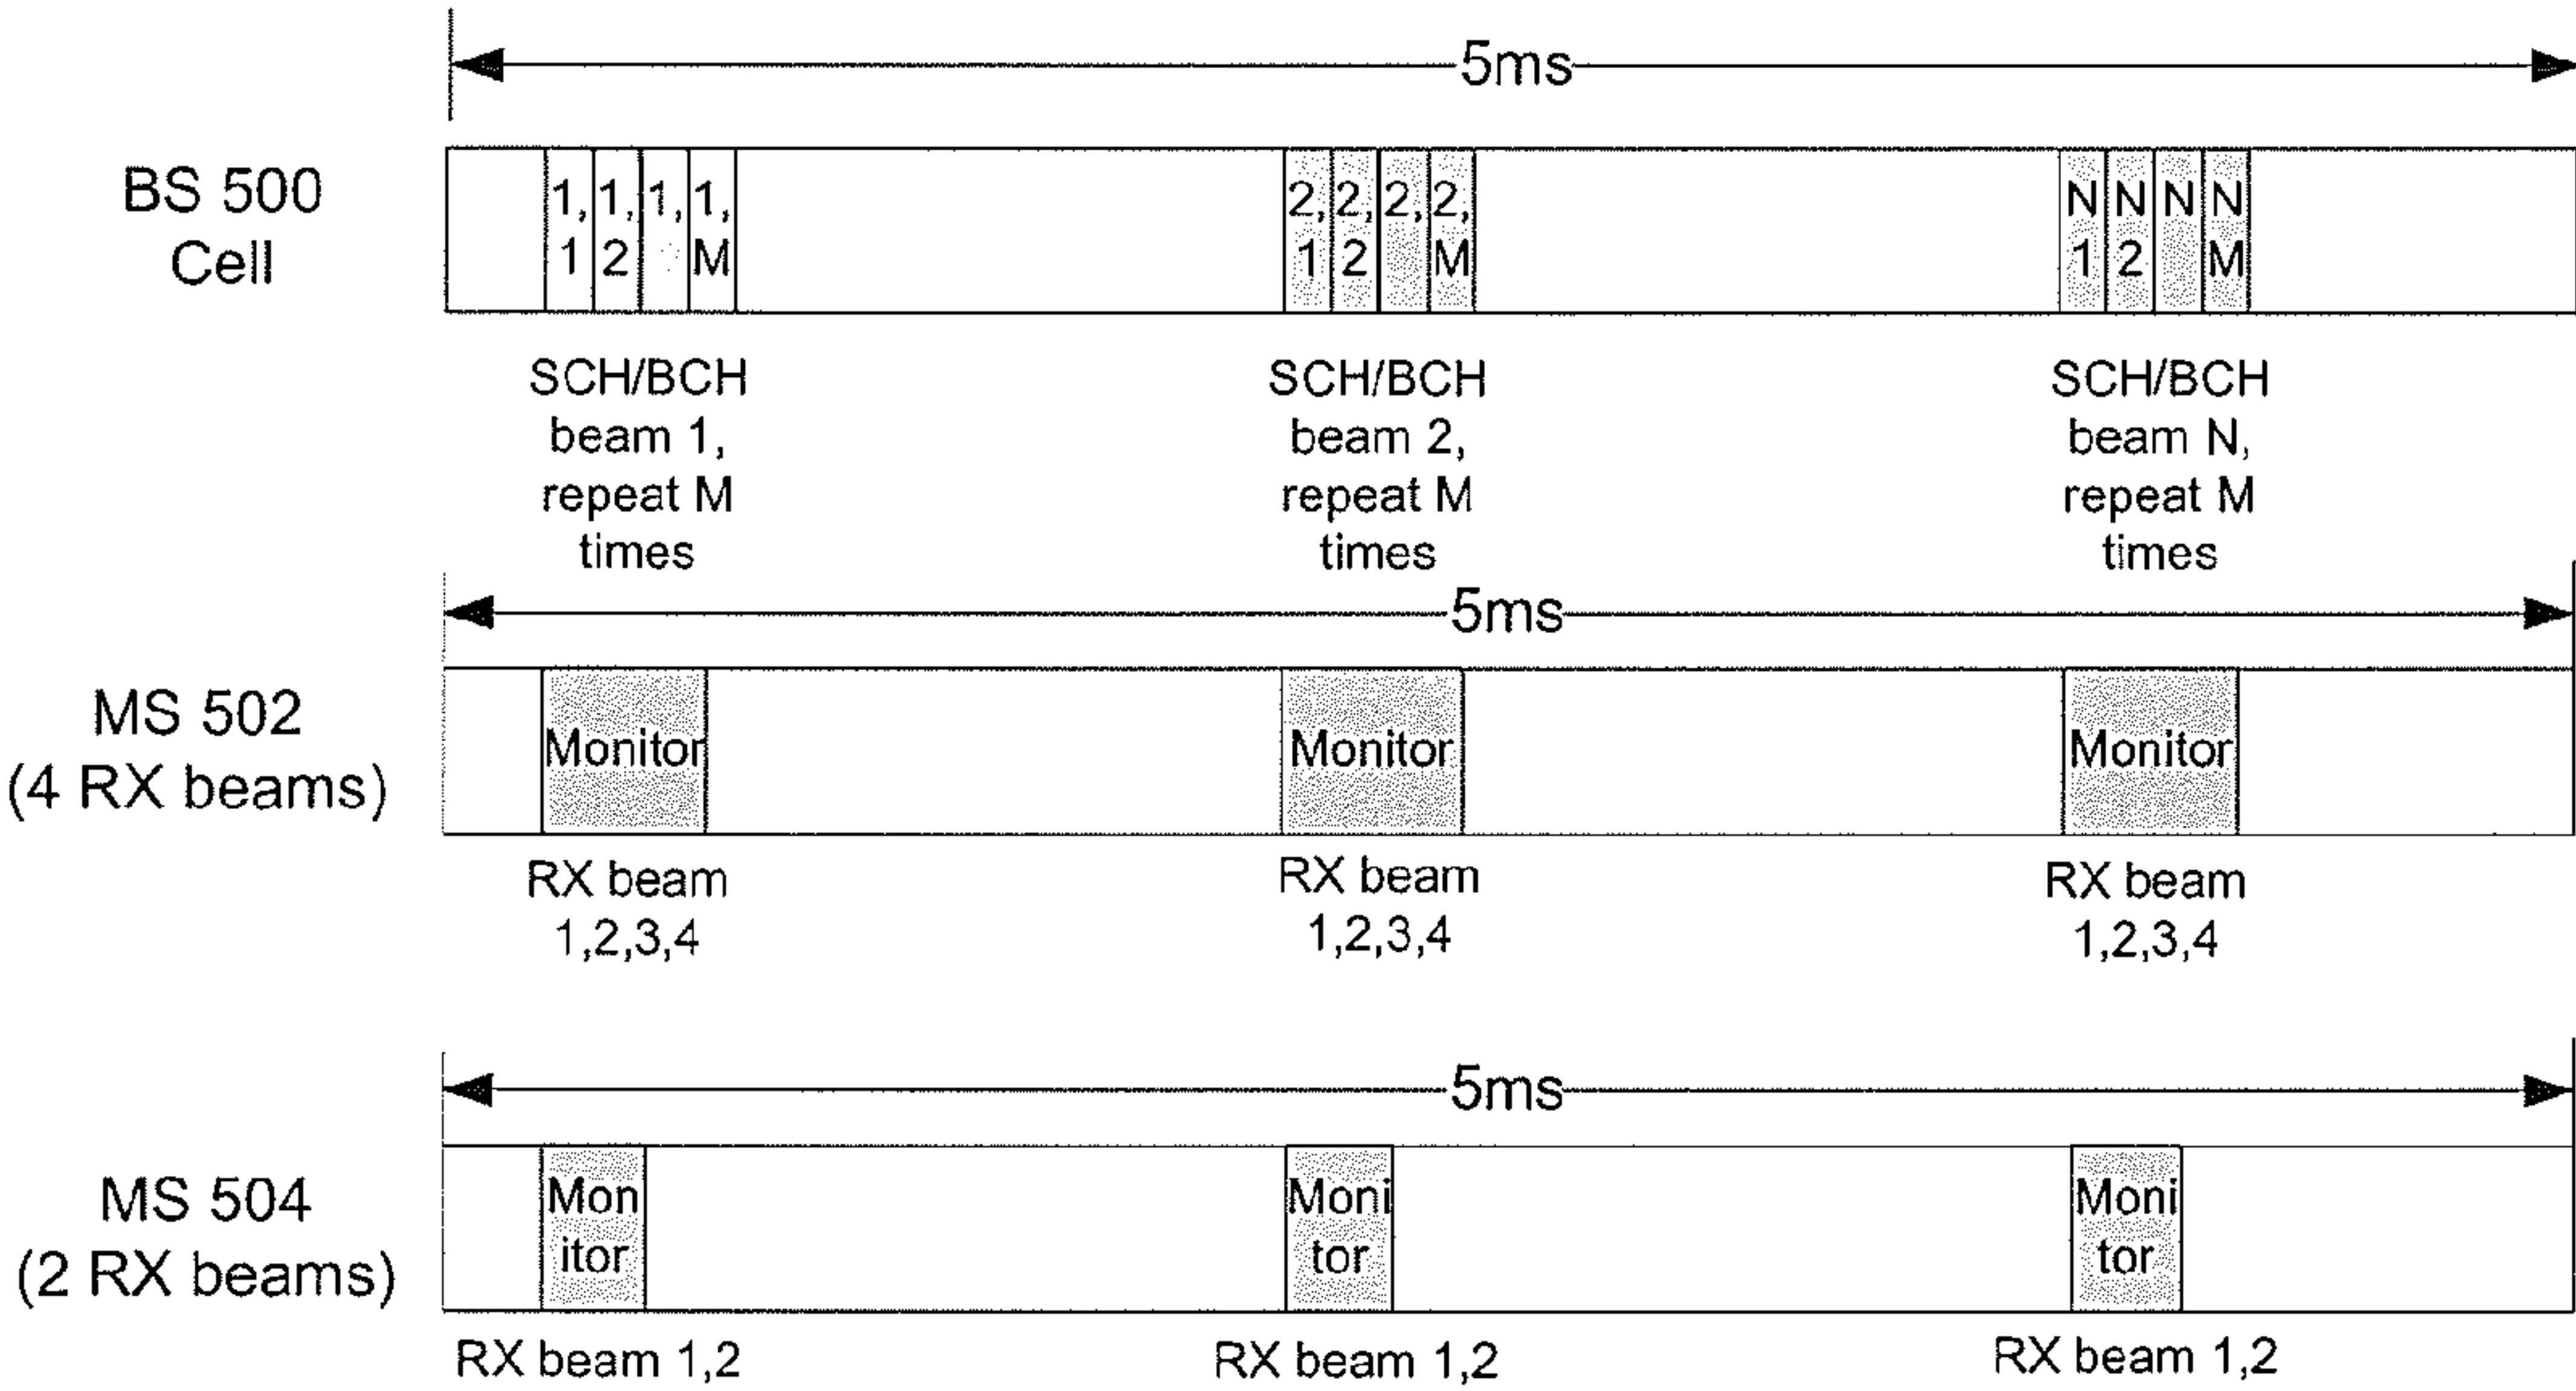 5ms
BS 500
Cell
1, 1, 1, 1,
1 2 M
2, 2, 2, 2,
1 2 M
N N N N
1 2 M
SCH/BCH
beam 1,
repeat M
times
SCH/BCH
beam 2,
repeat M
times
SCH/BCH
beam N,
repeat M
times
5ms
MS 502
(4 RX beams)
Monitor
Monitor
Monitor
RX beam
1,2,3,4
RX beam
1,2,3,4
RX beam
1,2,3,4
5ms
MS 504
(2 RX beams)
Mon
itor
Moni
tor
Moni
tor
RX beam 1,2
RX beam 1,2
RX beam 1,2